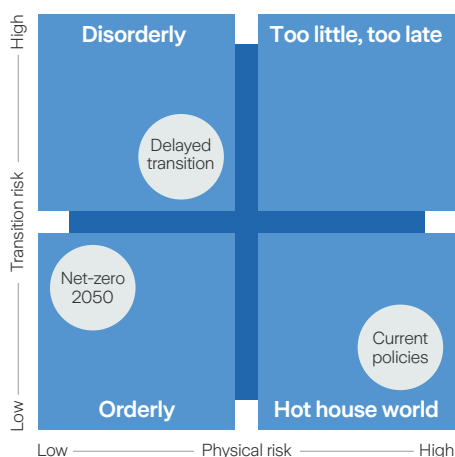 High
Transition risk
Low
Disorderly
Too little, too late
Delayed
transition
Net-zero
2050
Current
policies
Orderly
Hot house world
Low
Physical risk
High